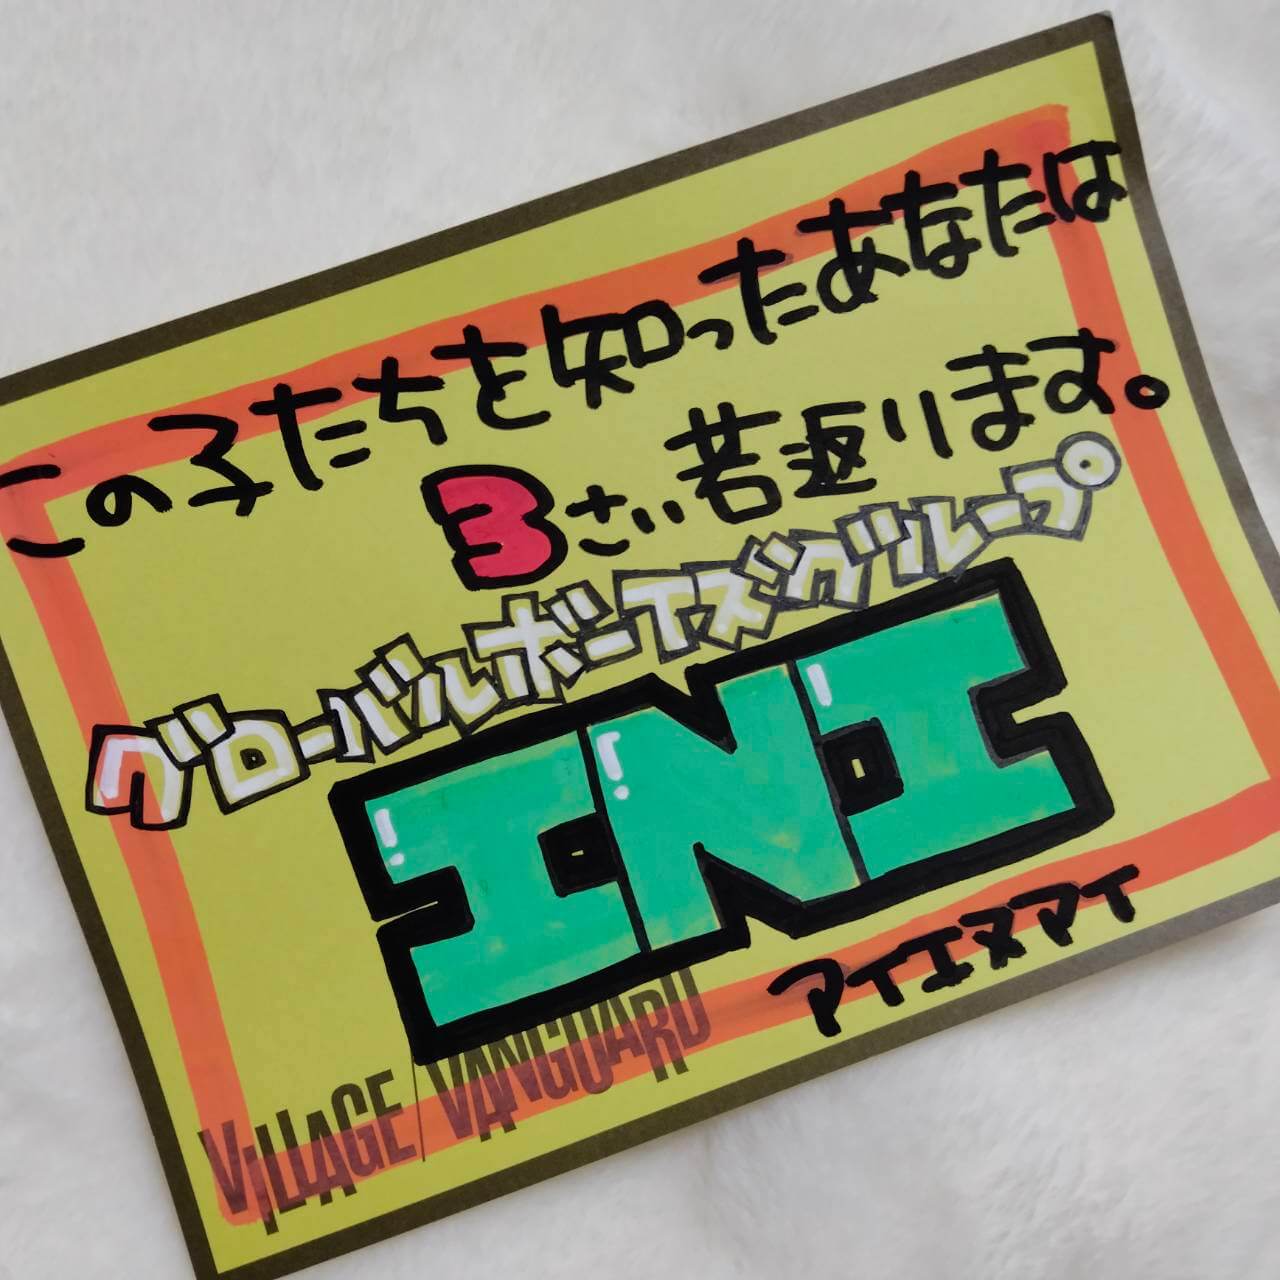 この子たちを知ったあなたは
3さい若返ります。
グローバルボーイズグループ
INI
アイエヌアイ
VILLAGE/VANGUARD